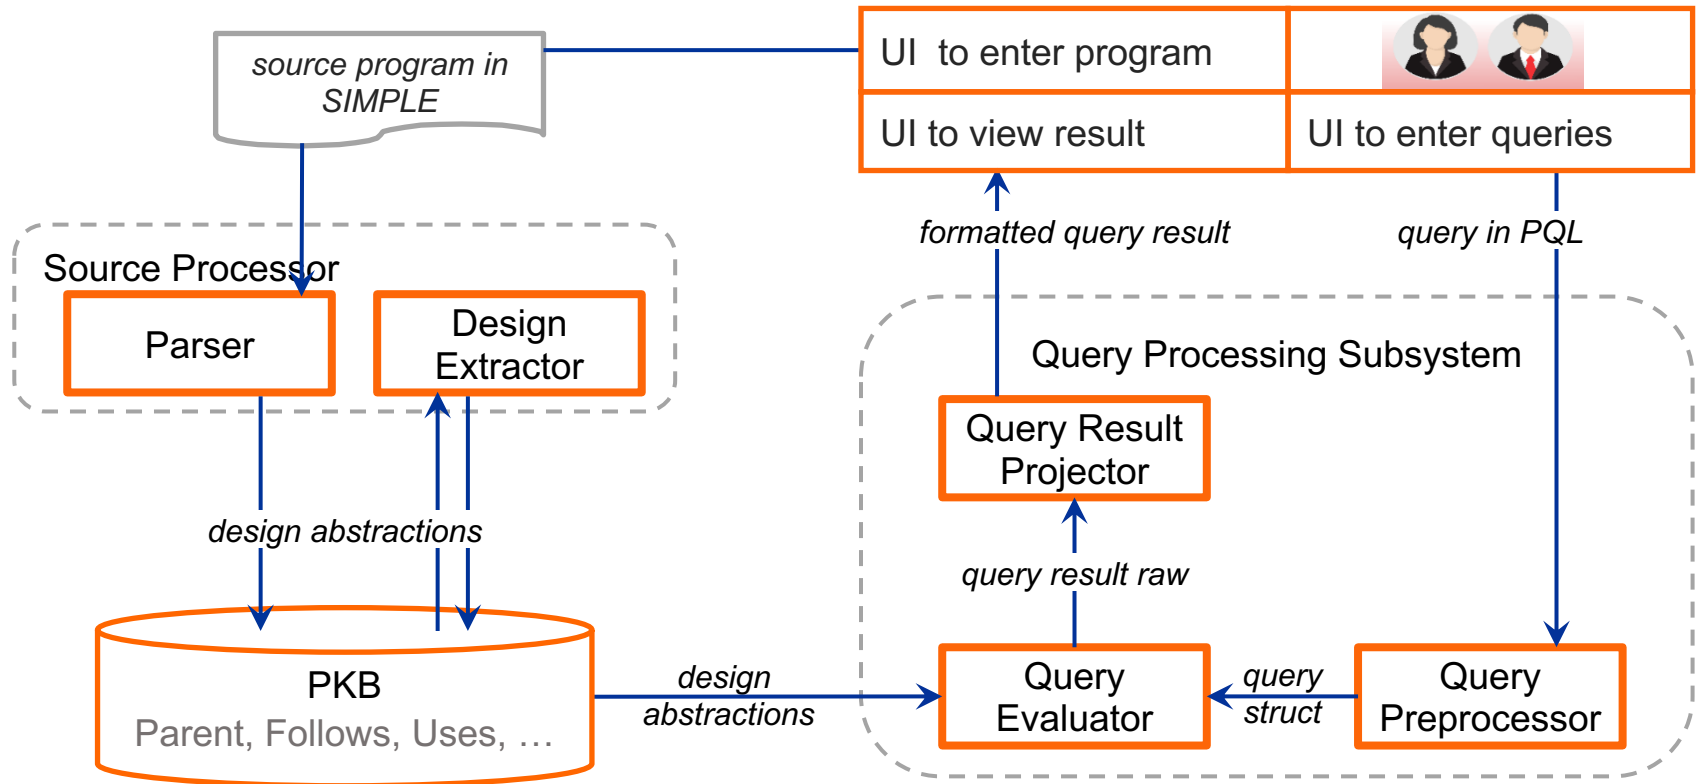 source program in
SIMPLE
UI  to enter program
UI to view result
UI to enter queries
formatted query result
query in PQL
Source Processor
Parser
Design
Extractor
Query Processing Subsystem
Query Result
Projector
design abstractions
query result raw
PKB
Parent, Follows, Uses, …
design
abstractions
Query
Evaluator
query
struct
Query
Preprocessor